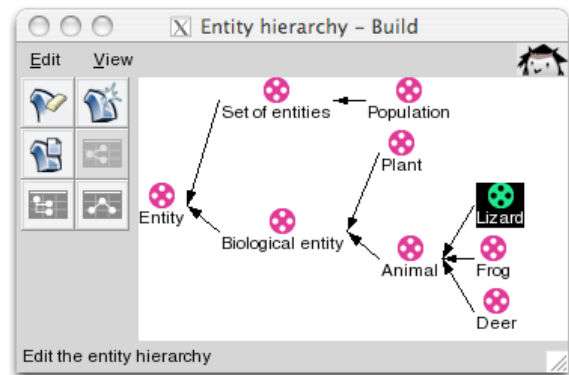 Entity hierarchy – Build
Edit View
Set of entities
Population
Plant
Entity
Lizard
Biological entity
Animal
Frog
Deer
Edit the entity hierarchy